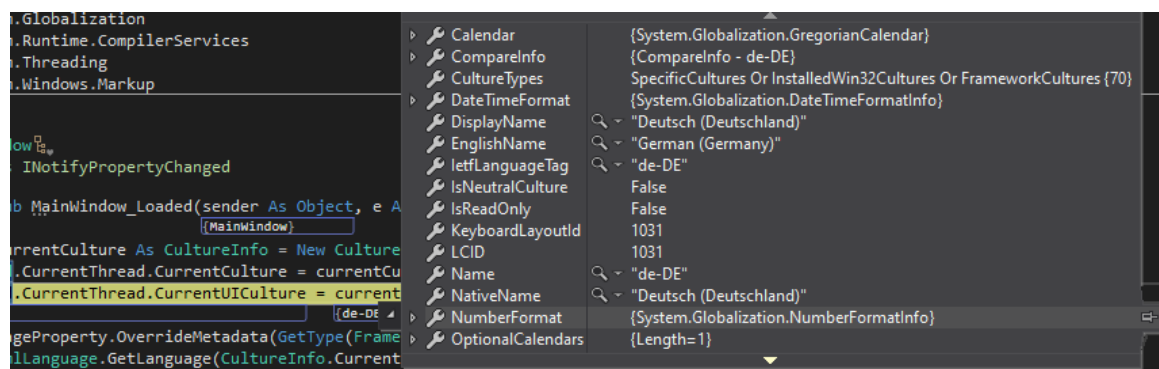 .Globalization
.Runtime.CompilerServices
.Threading
.Windows.Markup
INotifyPropertyChanged
MainWindow_Loaded(sender As Object, e A
{MainWindow}
CurrentCulture As CultureInfo = New Culture
.CurrentThread.CurrentCulture = currentCu
.CurrentThread.CurrentUICulture = current
{de-DE
geProperty.OverrideMetadata(GetType(Frame
lLanguage.GetLanguage(CultureInfo.Current
Calendar {System.Globalization.GregorianCalendar}
CompareInfo {CompareInfo - de-DE}
CultureTypes SpecificCultures Or InstalledWin32Cultures Or FrameworkCultures {70}
DateTimeFormat {System.Globalization.DateTimeFormatInfo}
DisplayName "Deutsch (Deutschland)"
EnglishName "German (Germany)"
IetfLanguageTag "de-DE"
IsNeutralCulture False
IsReadOnly False
KeyboardLayoutId 1031
LCID 1031
Name "de-DE"
NativeName "Deutsch (Deutschland)"
NumberFormat {System.Globalization.NumberFormatInfo}
OptionalCalendars {Length=1}